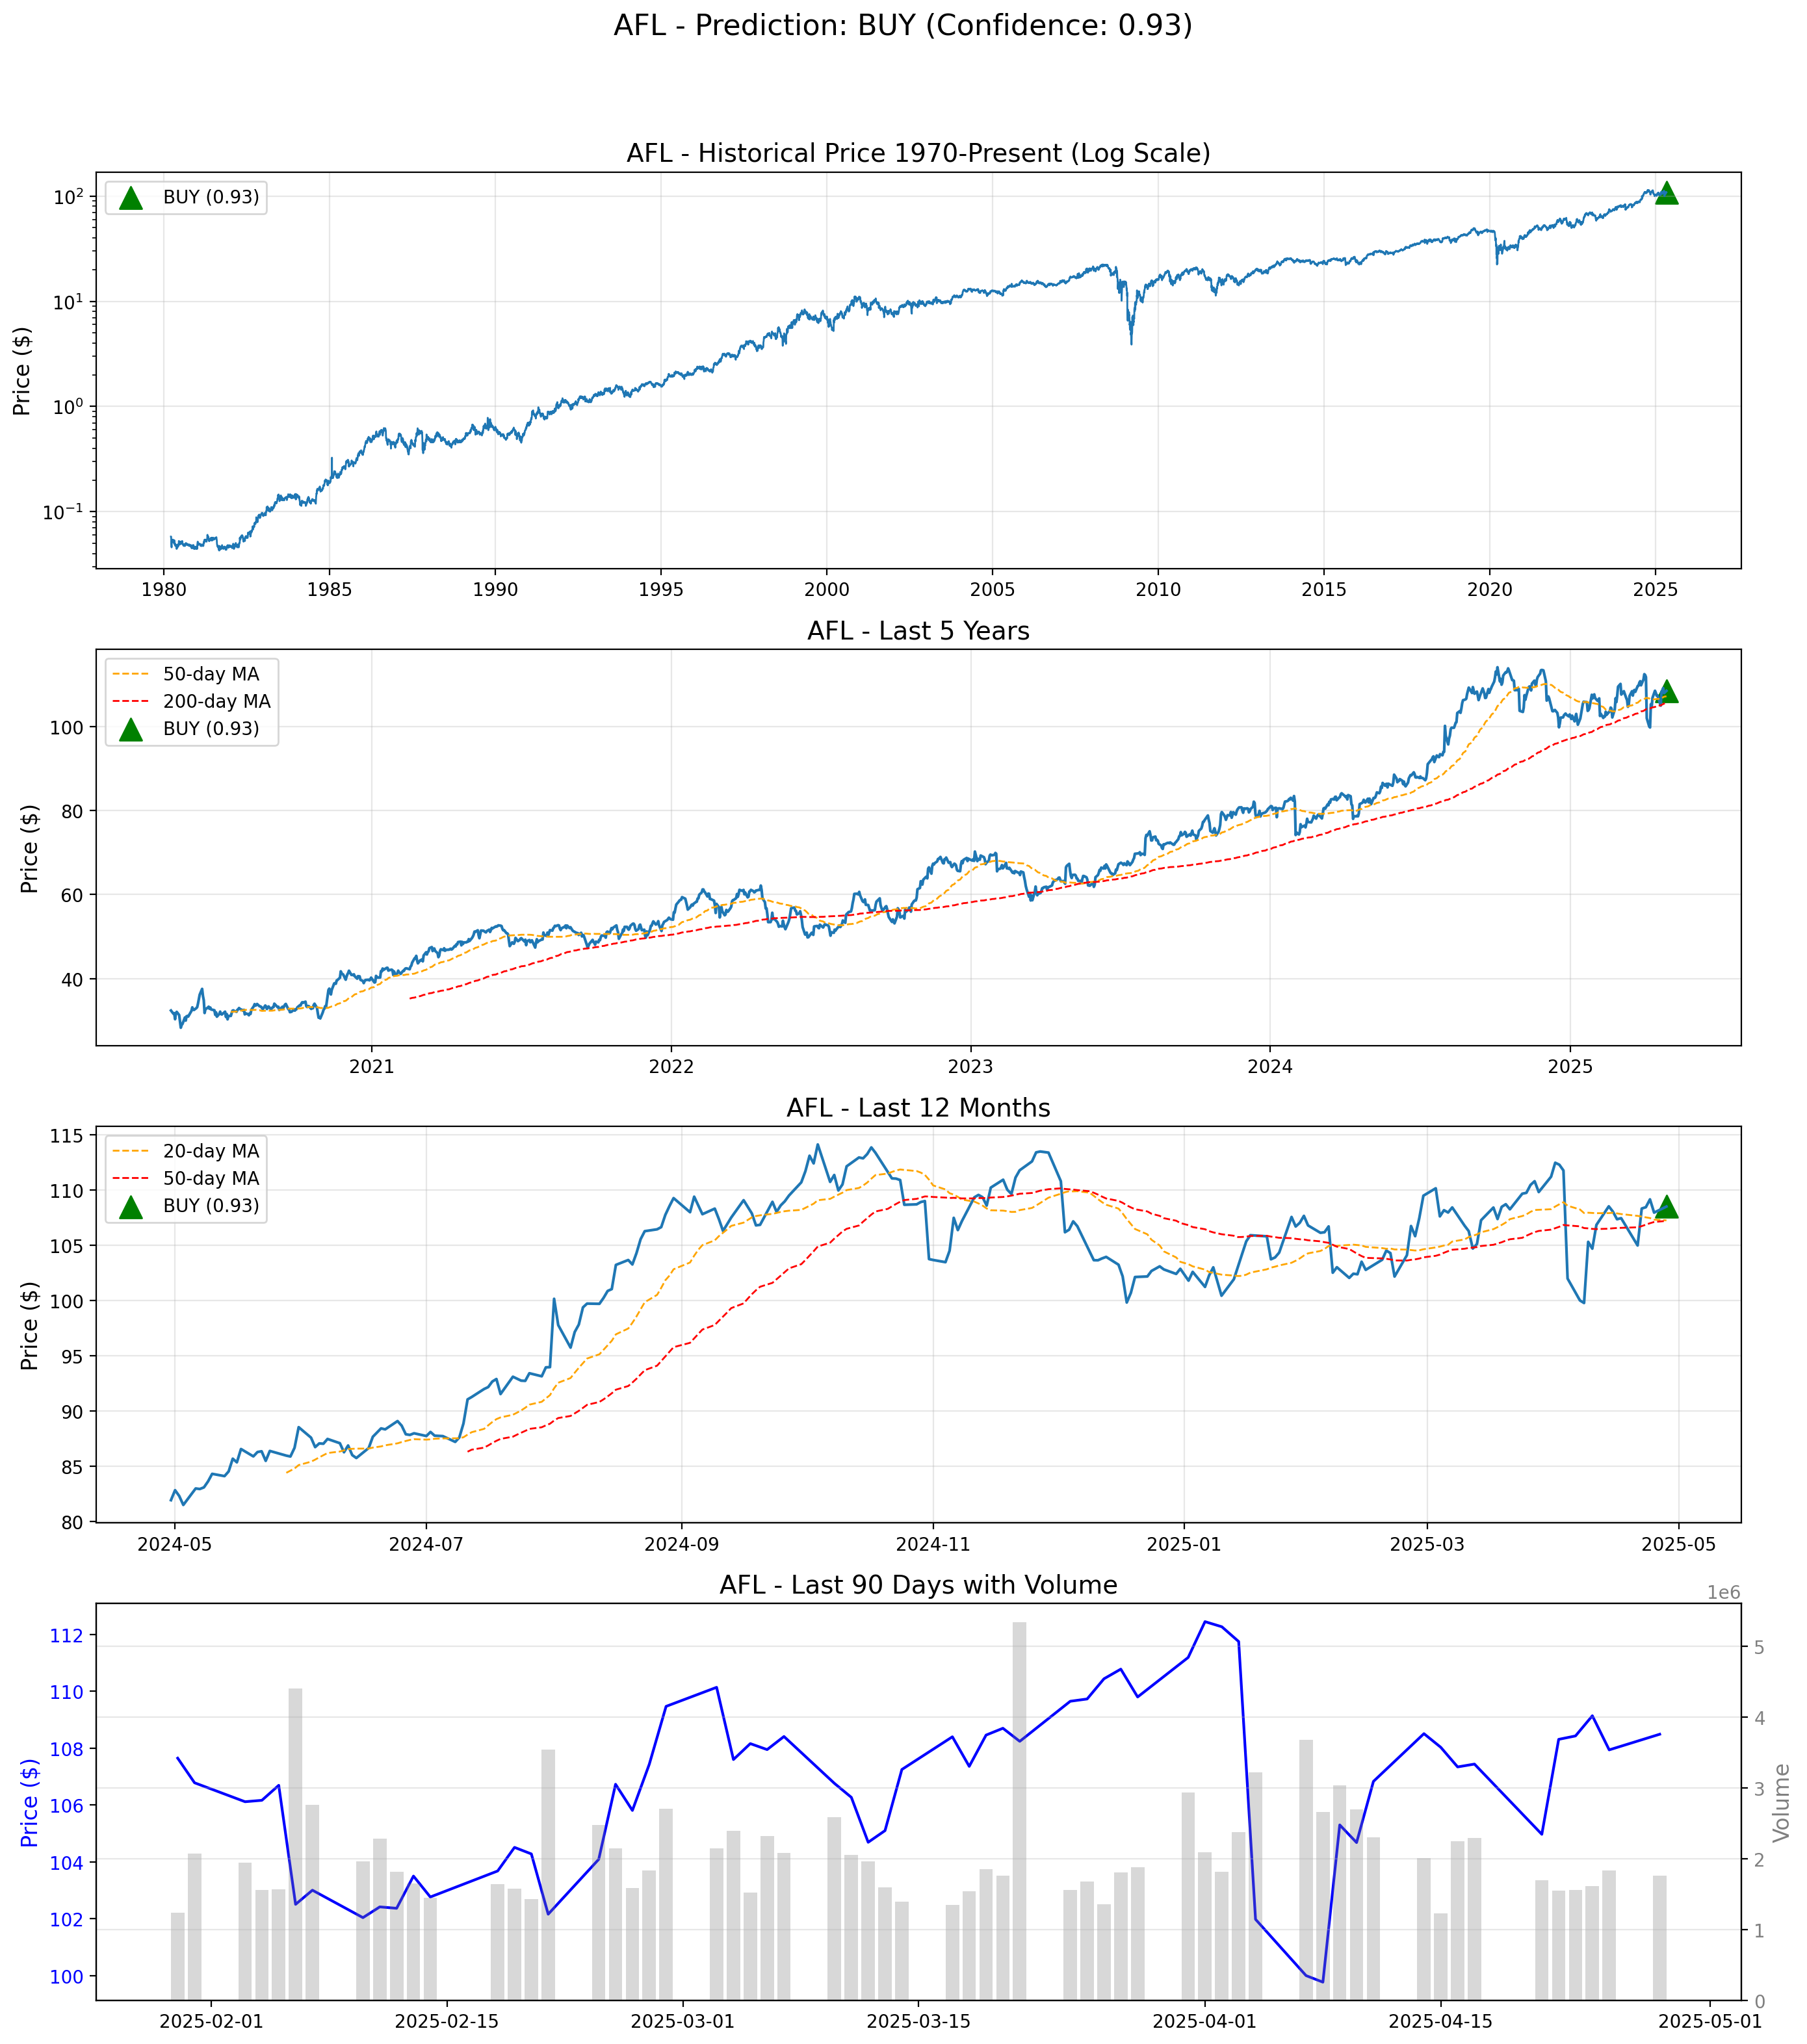 AFL - Prediction: BUY (Confidence: 0.93)
AFL - Historical Price 1970-Present (Log Scale)
BUY (0.93)
Price ($)
10²
10¹
10⁰
10⁻¹
1980 1985 1990 1995 2000 2005 2010 2015 2020 2025
AFL - Last 5 Years
50-day MA
200-day MA
BUY (0.93)
Price ($)
100
80
60
40
2021 2022 2023 2024 2025
AFL - Last 12 Months
20-day MA
50-day MA
BUY (0.93)
Price ($)
115
110
105
100
95
90
85
80
2024-05 2024-07 2024-09 2024-11 2025-01 2025-03 2025-05
AFL - Last 90 Days with Volume
1e6
Price ($)
112
110
108
106
104
102
100
5
4
3
2
1
0
Volume
2025-02-01 2025-02-15 2025-03-01 2025-03-15 2025-04-01 2025-04-15 2025-05-01